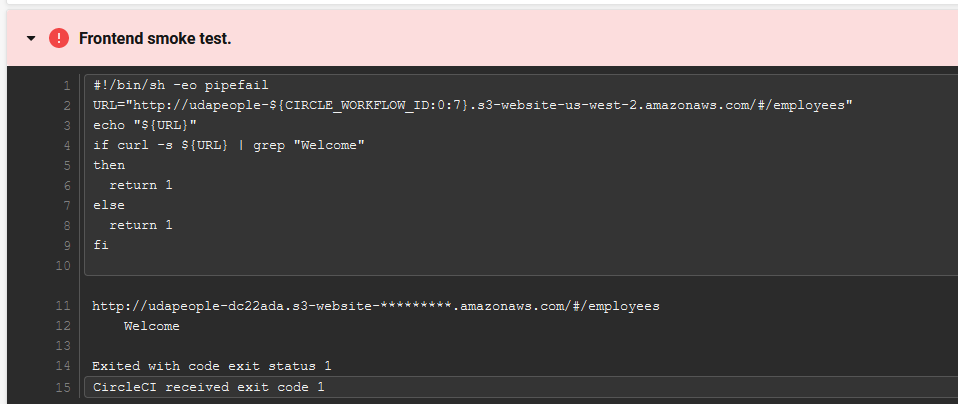 Frontend smoke test.
1 #!/bin/sh -eo pipefail
2 URL="http://udapeople-${CIRCLE_WORKFLOW_ID:0:7}.s3-website-us-west-2.amazonaws.com/#/employees"
3 echo "${URL}"
4 if curl -s ${URL} | grep "Welcome"
5 then
6   return 1
7 else
8   return 1
9 fi
10
11 http://udapeople-dc22ada.s3-website-*********.amazonaws.com/#/employees
12     Welcome
13
14 Exited with code exit status 1
15 CircleCI received exit code 1